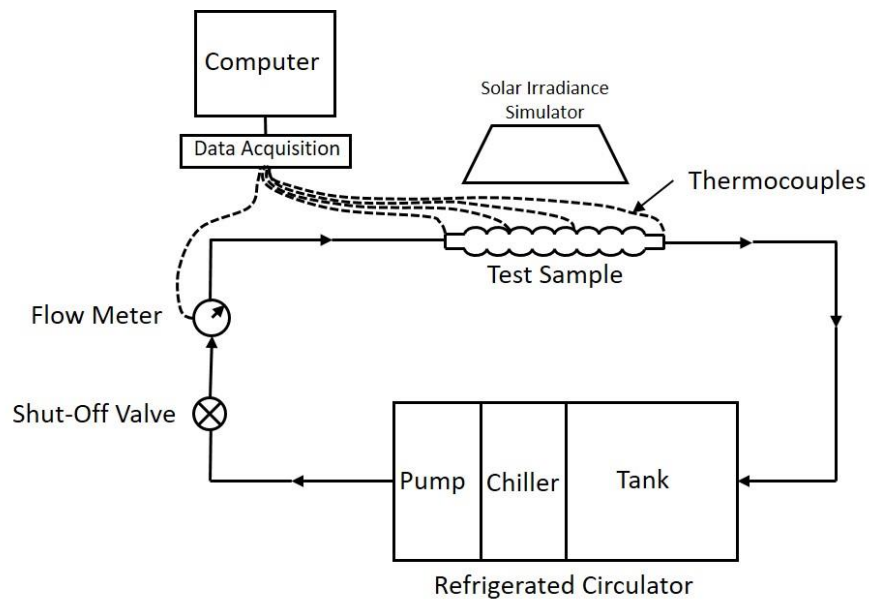 Computer
Solar Irradiance
Simulator
Data Acquisition
Thermocouples
Test Sample
Flow Meter
Shut-Off Valve
Pump
Chiller
Tank
Refrigerated Circulator